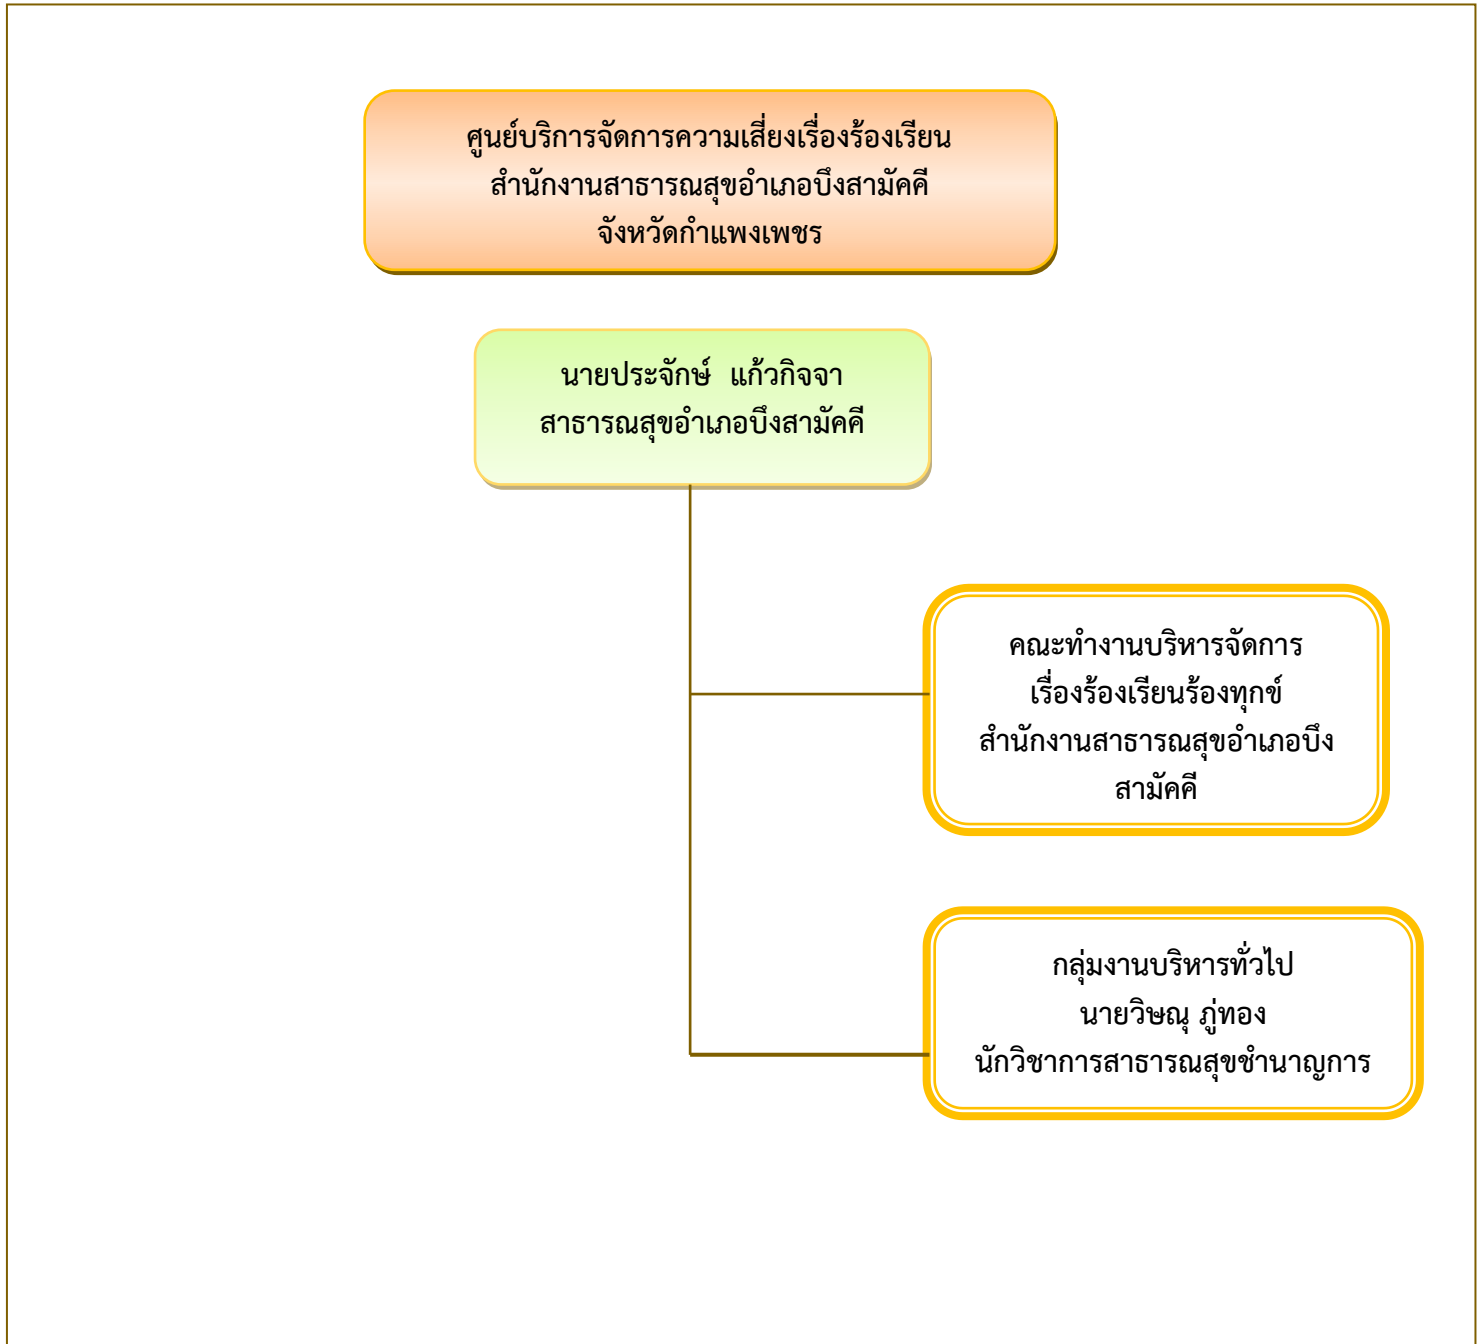 ศูนย์บริการจัดการความเสี่ยงเรื่องร้องเรียน
สำนักงานสาธารณสุขอำเภอบึงสามัคคี
จังหวัดกำแพงเพชร
นายประจักษ์  แก้วกิจจา
สาธารณสุขอำเภอบึงสามัคคี
คณะทำงานบริหารจัดการ
เรื่องร้องเรียนร้องทุกข์
สำนักงานสาธารณสุขอำเภอบึง
สามัคคี
กลุ่มงานบริหารทั่วไป
นายวิษณุ ภู่ทอง
นักวิชาการสาธารณสุขชำนาญการ